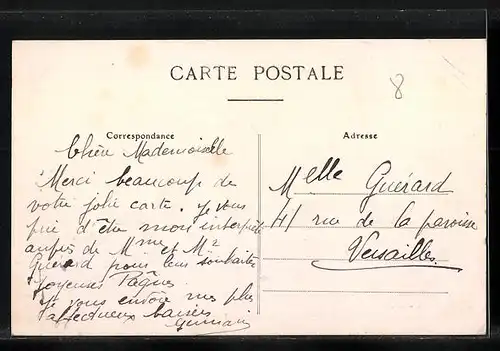 CARTE POSTALE
8
Correspondance
Adresse
Chère Mademoiselle
Merci beaucoup de
votre jolie carte. Je vous
prie d'être mon interprète
auprès de Mme et Mr
Guérard pour leur souhaiter
Joyeuses Pâques.
Je vous envoie mes plus
affectueux baisers
Melle Guérard
41 rue de la paroisse
Versailles.